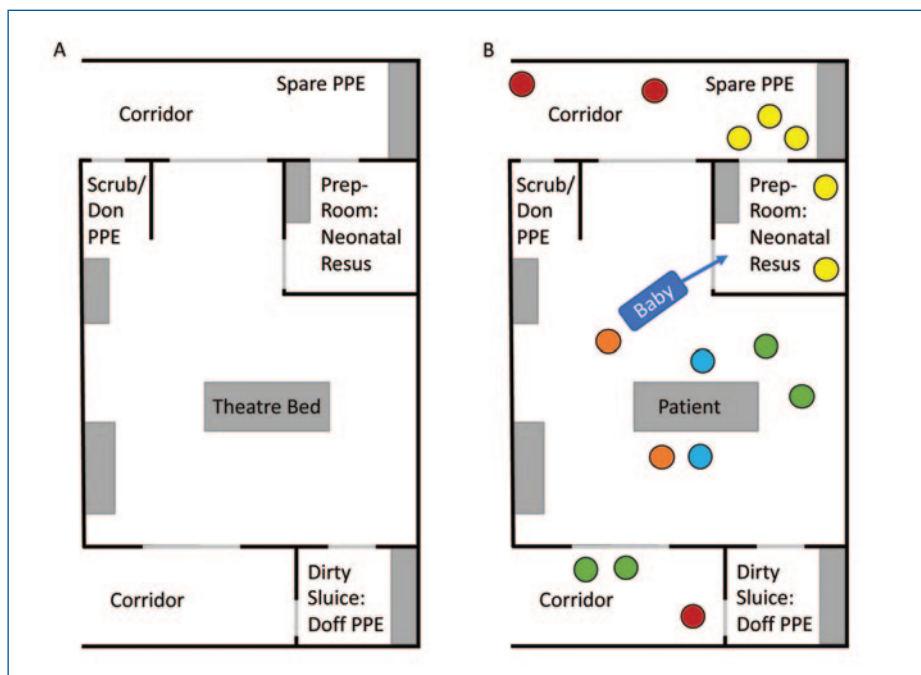 A
Spare PPE
Corridor
Scrub/
Don
PPE
Prep-
Room:
Neonatal
Resus
Theatre Bed
Corridor
Dirty
Sluice:
Doff PPE
B
Spare PPE
Corridor
Scrub/
Don
PPE
Prep-
Room:
Neonatal
Resus
Baby
Patient
Corridor
Dirty
Sluice:
Doff PPE